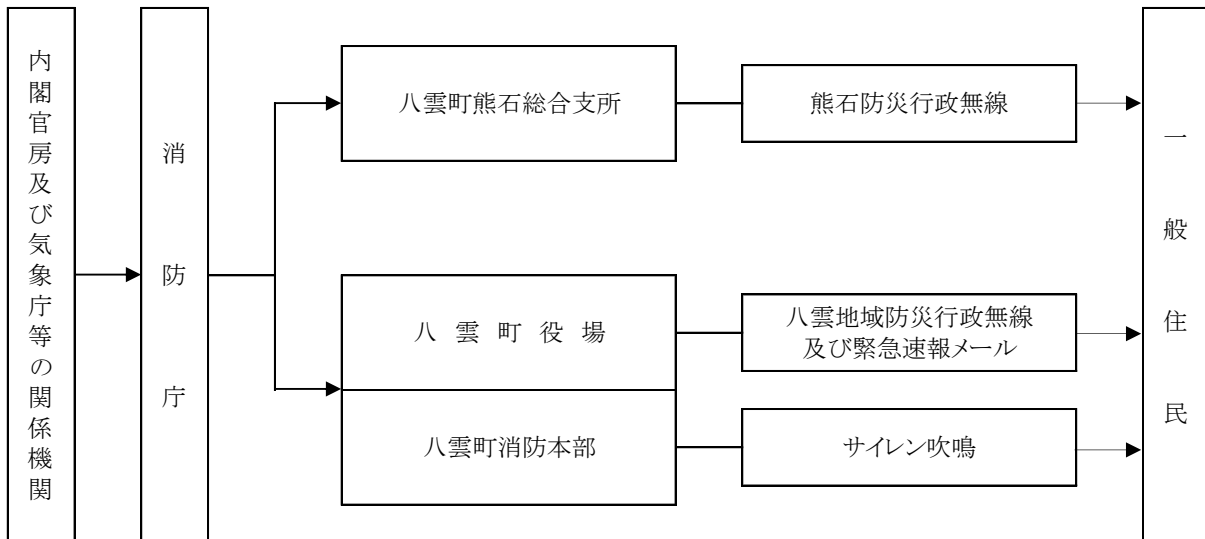 内閣官房及び気象庁等の関係機関
消防庁
八雲町熊石総合支所
熊石防災行政無線
八雲町役場
八雲地域防災行政無線
及び緊急速報メール
八雲町消防本部
サイレン吹鳴
一般住民